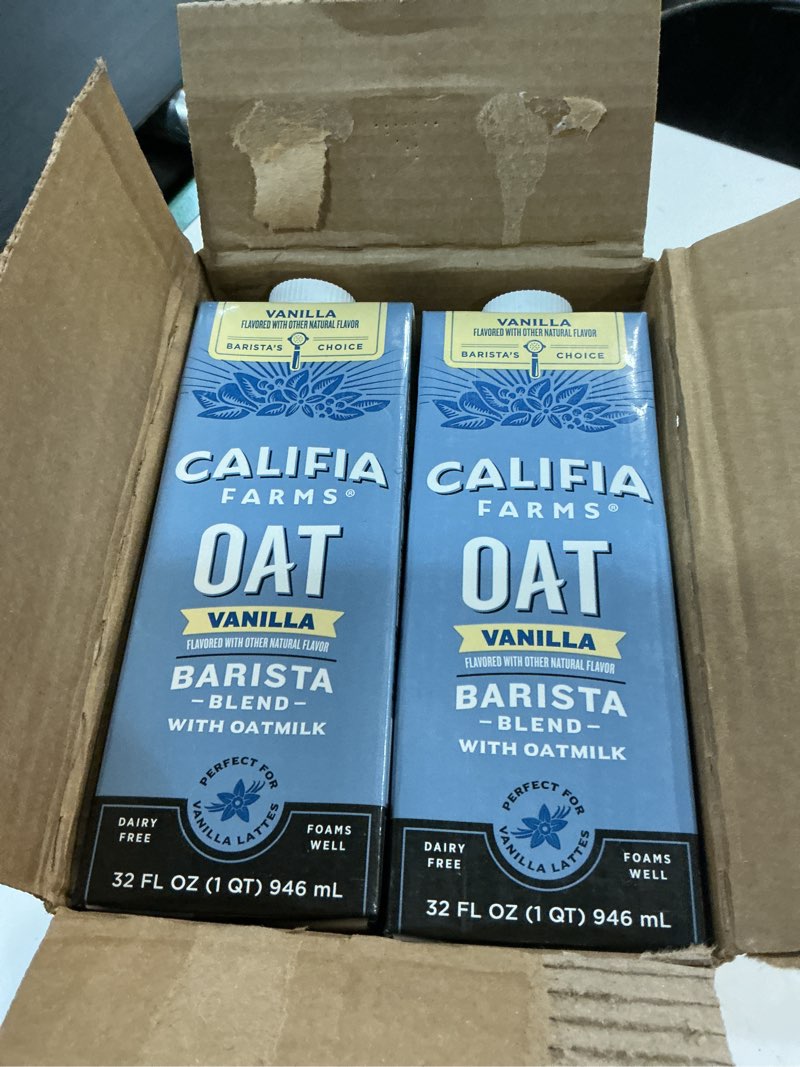 VANILLA
FLAVORED WITH OTHER NATURAL FLAVOR
BARISTA'S CHOICE
CALIFIA
FARMS®
OAT
VANILLA
FLAVORED WITH OTHER NATURAL FLAVOR
BARISTA
–BLEND–
WITH OATMILK
PERFECT FOR
VANILLA LATTES
DAIRY
FREE
FOAMS
WELL
32 FL OZ (1 QT) 946 mL
VANILLA
FLAVORED WITH OTHER NATURAL FLAVOR
BARISTA'S CHOICE
CALIFIA
FARMS®
OAT
VANILLA
FLAVORED WITH OTHER NATURAL FLAVOR
BARISTA
–BLEND–
WITH OATMILK
PERFECT FOR
VANILLA LATTES
DAIRY
FREE
FOAMS
WELL
32 FL OZ (1 QT) 946 mL